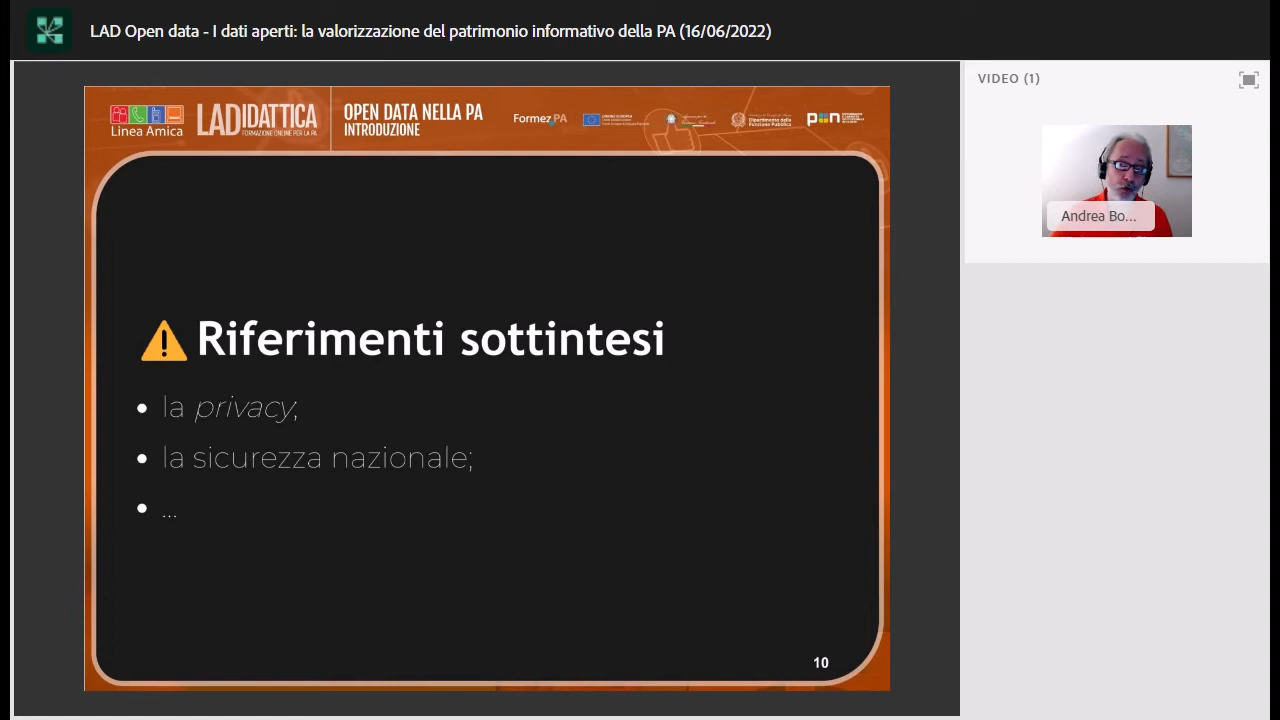 LAD Open data - I dati aperti: la valorizzazione del patrimonio informativo della PA (16/06/2022)
VIDEO (1)
Linea Amica
LADIDATTICA
FORMAZIONE ONLINE PER LA PA
OPEN DATA NELLA PA
INTRODUZIONE
FormezPA
UNIONE EUROPEA
Dipartimento della
Funzione Pubblica
pon
Andrea Bo...
Riferimenti sottintesi
• la privacy;
• la sicurezza nazionale;
• ...
10